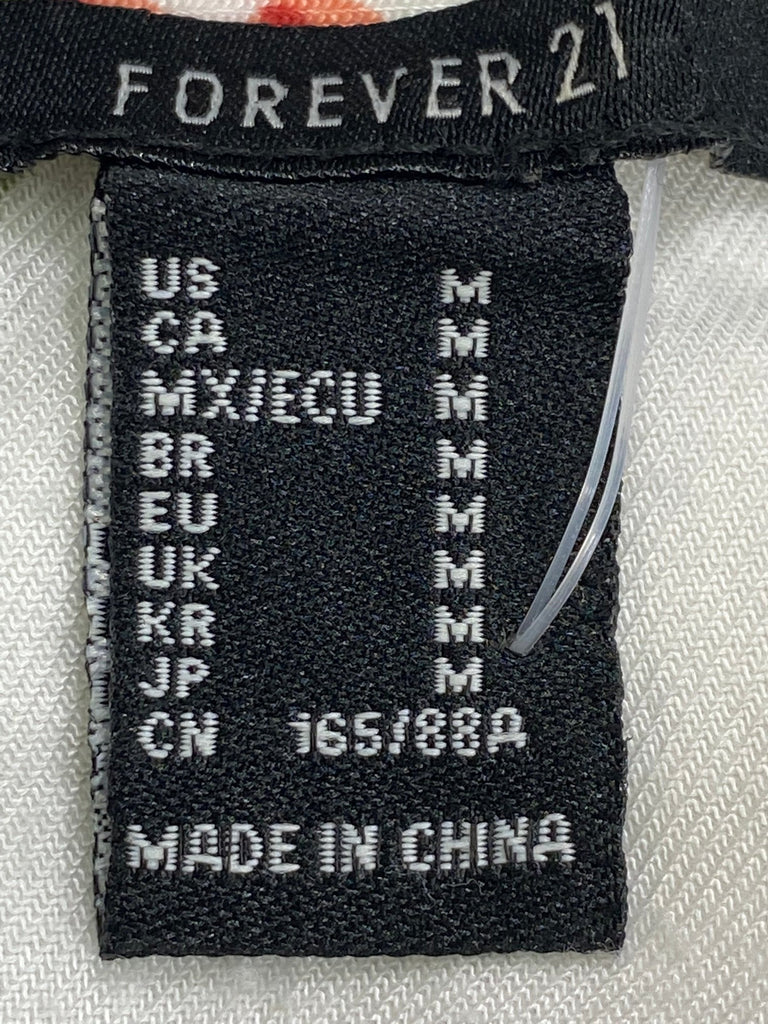 FOREVER 21
US M
CA M
MX/ECU M
BR M
EU M
UK M
KR M
JP M
CN 165/88A
MADE IN CHINA